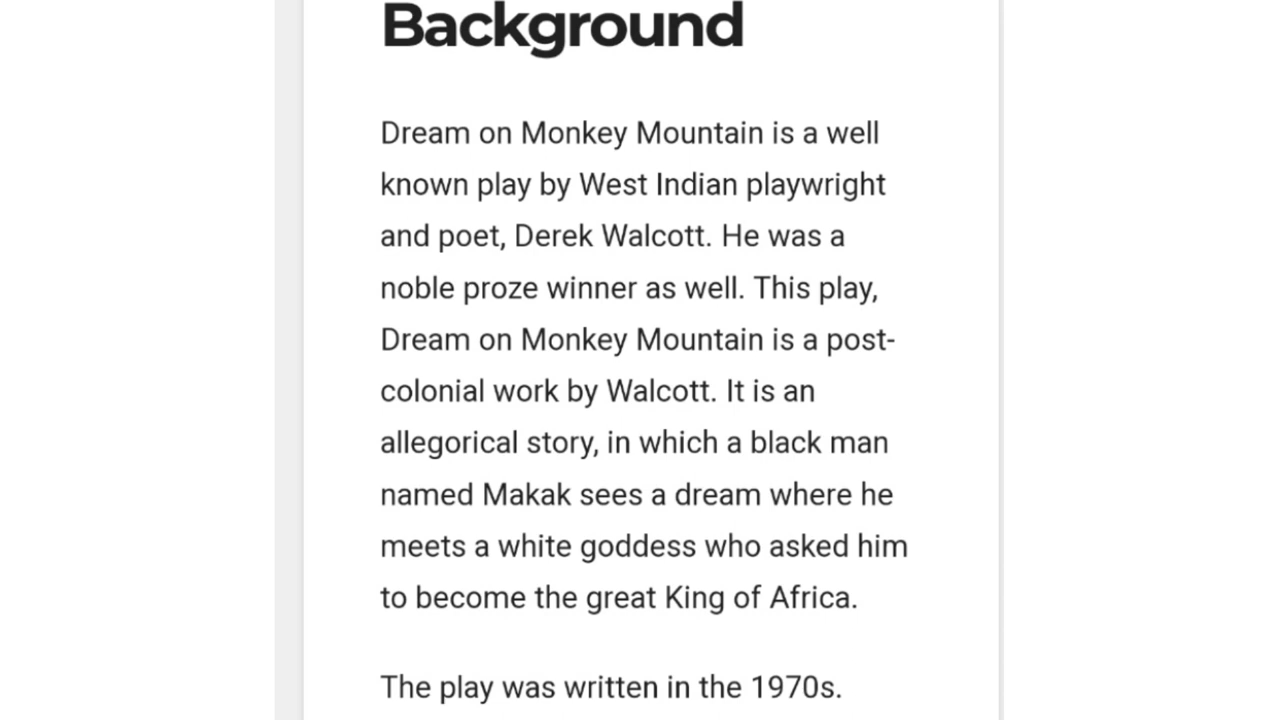 Background
Dream on Monkey Mountain is a well
known play by West Indian playwright
and poet, Derek Walcott. He was a
noble proze winner as well. This play,
Dream on Monkey Mountain is a post-
colonial work by Walcott. It is an
allegorical story, in which a black man
named Makak sees a dream where he
meets a white goddess who asked him
to become the great King of Africa.
The play was written in the 1970s.